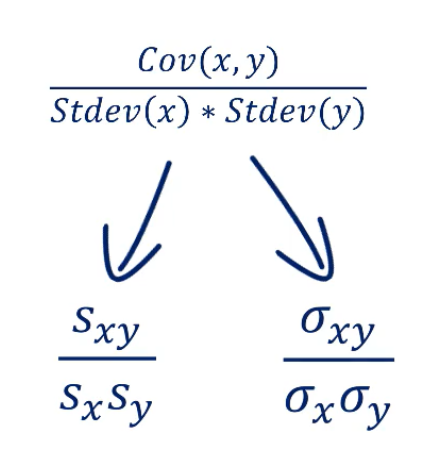 Cov(x, y)
Stdev(x) * Stdev(y)
s_xy σ_xy
s_x s_y σ_x σ_y